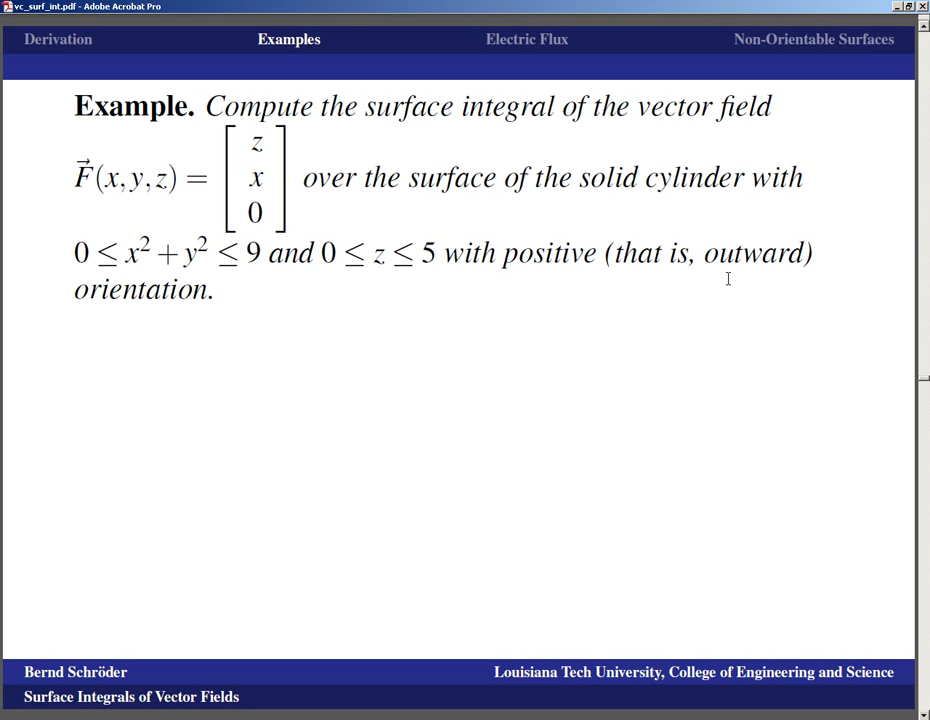 vc_surf_int.pdf - Adobe Acrobat Pro
Derivation Examples Electric Flux Non-Orientable Surfaces
Example. Compute the surface integral of the vector field
F⃗(x,y,z) = [ z x 0 ] over the surface of the solid cylinder with
0 ≤ x² + y² ≤ 9 and 0 ≤ z ≤ 5 with positive (that is, outward)
orientation.
Bernd Schröder Louisiana Tech University, College of Engineering and Science
Surface Integrals of Vector Fields